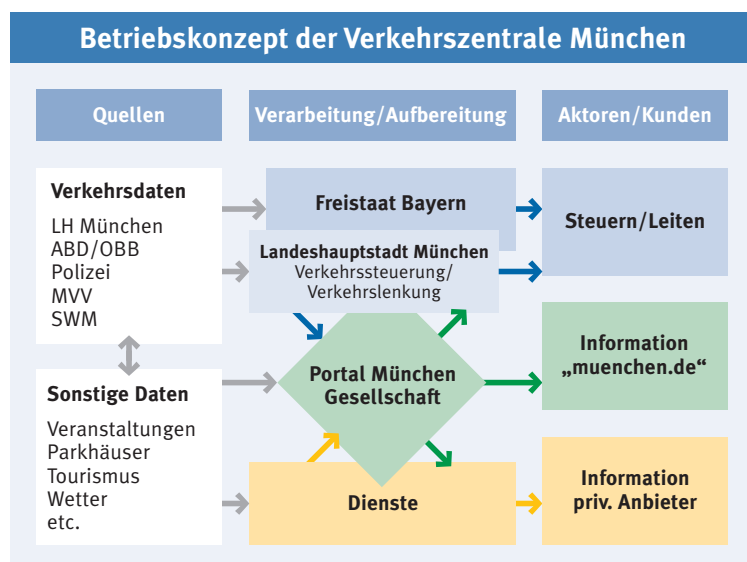 Betriebskonzept der Verkehrszentrale München
Quellen
Verarbeitung/Aufbereitung
Aktoren/Kunden
Verkehrsdaten
LH München
ABD/OBB
Polizei
MVV
SWM
Sonstige Daten
Veranstaltungen
Parkhäuser
Tourismus
Wetter
etc.
Freistaat Bayern
Landeshauptstadt München
Verkehrssteuerung/
Verkehrslenkung
Portal München
Gesellschaft
Dienste
Steuern/Leiten
Information
„muenchen.de“
Information
priv. Anbieter